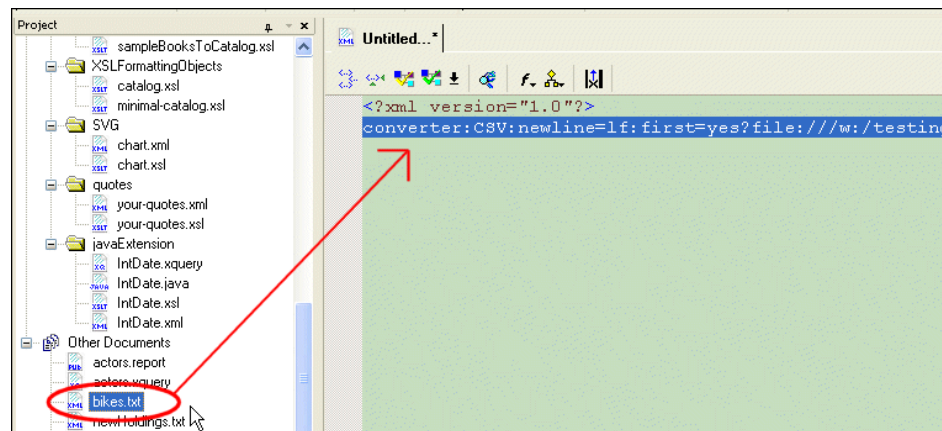 Project
sampleBooksToCatalog.xsl
XSLFormattingObjects
catalog.xsl
minimal-catalog.xsl
SVG
chart.xml
chart.xsl
quotes
your-quotes.xml
your-quotes.xsl
javaExtension
IntDate.xquery
IntDate.java
IntDate.xsl
IntDate.xml
Other Documents
actors.report
actors.xquery
bikes.txt
newHoldings.txt
Untitled...*
<?xml version="1.0"?>
converter:CSV:newline=lf:first=yes?file:///w:/testind